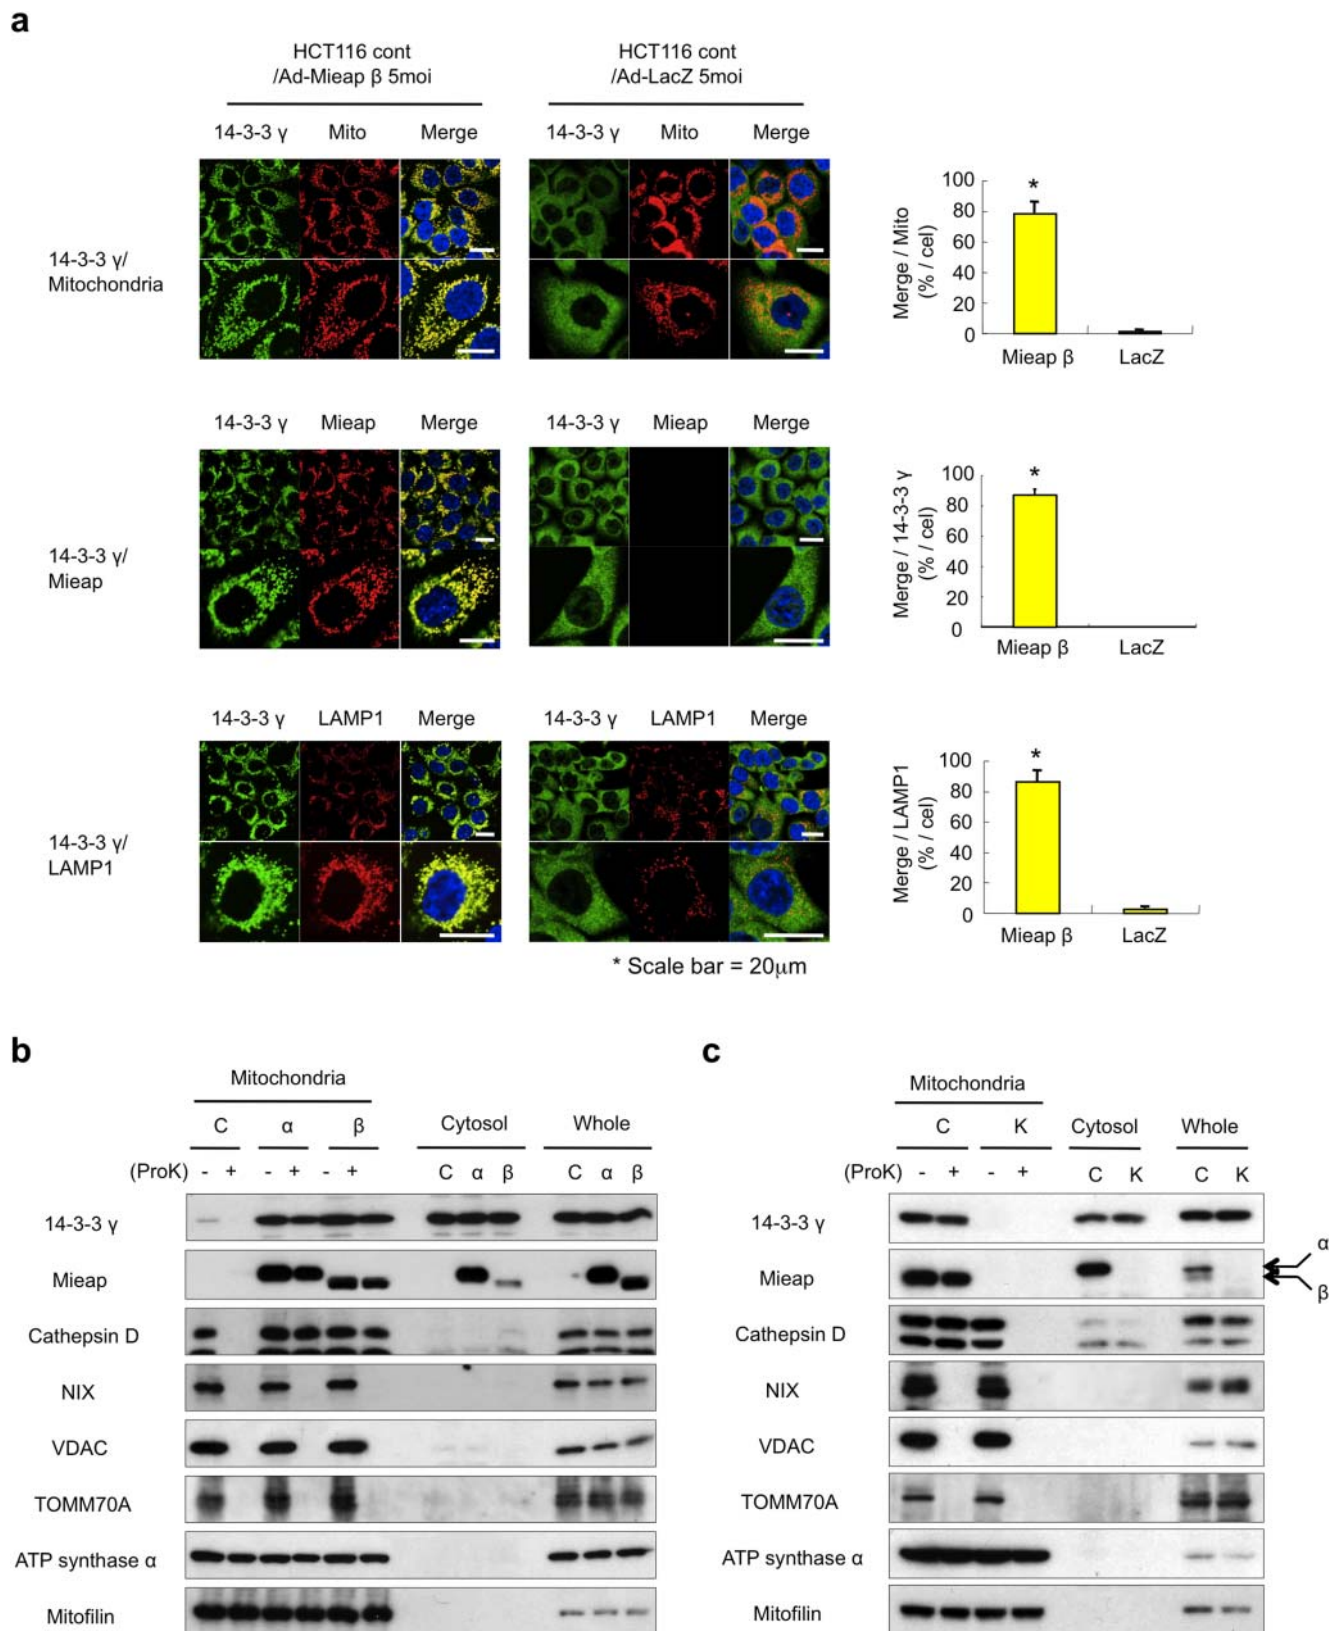 a
HCT116 cont
/Ad-Mieap β 5moi
HCT116 cont
/Ad-LacZ 5moi
14-3-3 γ Mito Merge
14-3-3 γ Mito Merge
14-3-3 γ/
Mitochondria
Merge / Mito
(% / cel)
100
80
60
40
20
0
*
Mieap β LacZ
14-3-3 γ Mieap Merge
14-3-3 γ Mieap Merge
14-3-3 γ/
Mieap
Merge / 14-3-3 γ
(% / cel)
100
80
60
40
20
0
*
Mieap β LacZ
14-3-3 γ LAMP1 Merge
14-3-3 γ LAMP1 Merge
14-3-3 γ/
LAMP1
Merge / LAMP1
(% / cel)
100
80
60
40
20
0
*
Mieap β LacZ
* Scale bar = 20μm
b
Mitochondria
C α β Cytosol Whole
(ProK) - + - + - + C α β C α β
14-3-3 γ
Mieap
Cathepsin D
NIX
VDAC
TOMM70A
ATP synthase α
Mitofilin
c
Mitochondria
C K Cytosol Whole
(ProK) - + - + C K C K
14-3-3 γ
Mieap
α
β
Cathepsin D
NIX
VDAC
TOMM70A
ATP synthase α
Mitofilin